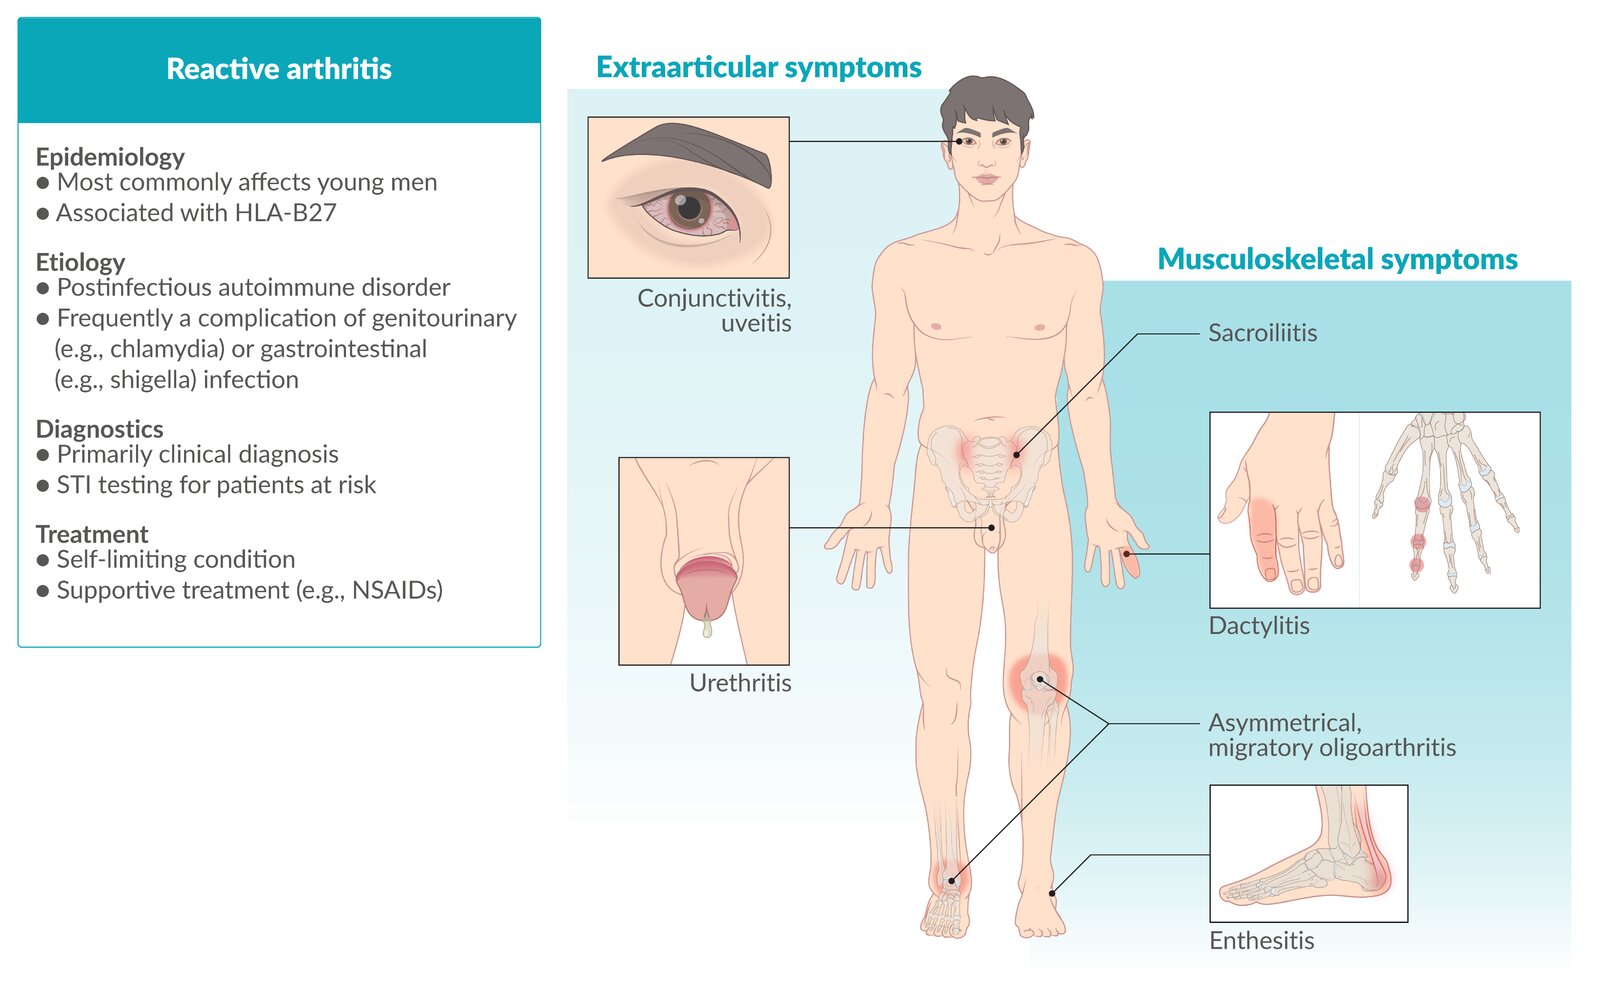 Reactive arthritis
Epidemiology
● Most commonly affects young men
● Associated with HLA-B27
Etiology
● Postinfectious autoimmune disorder
● Frequently a complication of genitourinary
(e.g., chlamydia) or gastrointestinal
(e.g., shigella) infection
Diagnostics
● Primarily clinical diagnosis
● STI testing for patients at risk
Treatment
● Self-limiting condition
● Supportive treatment (e.g., NSAIDs)
Extraarticular symptoms
Conjunctivitis,
uveitis
Urethritis
Musculoskeletal symptoms
Sacroiliitis
Dactylitis
Asymmetrical,
migratory oligoarthritis
Enthesitis